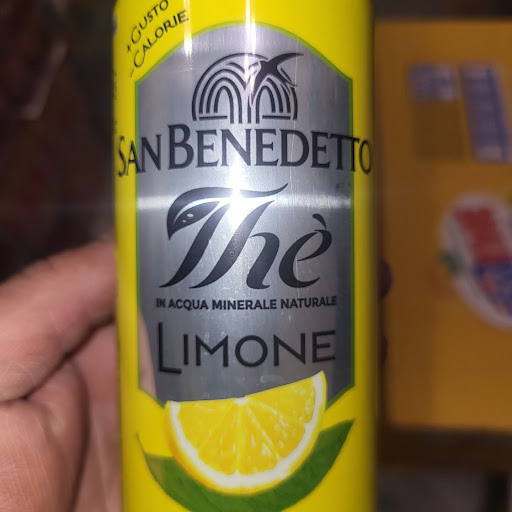 +GUSTO
-CALORIE
SAN BENEDETTO
Thè
IN ACQUA MINERALE NATURALE
LIMONE